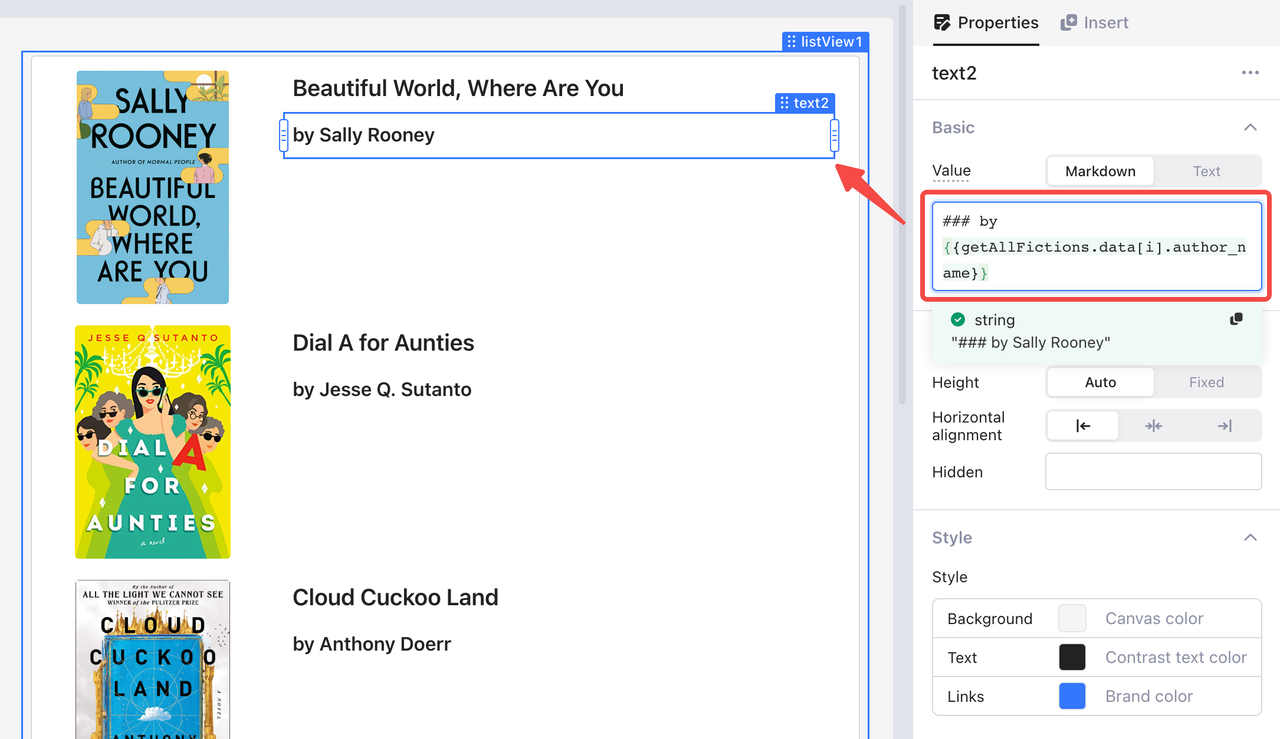 listView1
SALLY
ROONEY
AUTHOR OF NORMAL PEOPLE
BEAUTIFUL
WORLD,
WHERE
ARE YOU
Beautiful World, Where Are You
text2
by Sally Rooney
JESSE Q SUTANTO
DIAL A
FOR
AUNTIES
a novel
Dial A for Aunties
by Jesse Q. Sutanto
By the Author of
ALL THE LIGHT WE CANNOT SEE
WINNER of the PULITZER PRIZE
CLOUD
CUCKOO
LAND
A NOVEL
ANTHONY
Cloud Cuckoo Land
by Anthony Doerr
Properties
Insert
text2
Basic
Value
Markdown
Text
### by
{{getAllFictions.data[i].author_n
ame}}
string
"### by Sally Rooney"
Height
Auto
Fixed
Horizontal
alignment
Hidden
Style
Style
Background
Canvas color
Text
Contrast text color
Links
Brand color